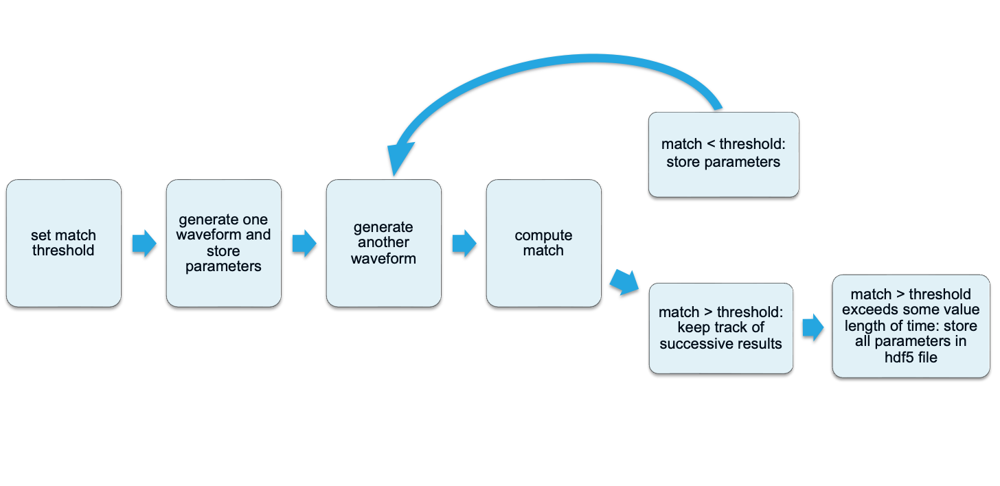 set match
threshold
generate one
waveform and
store
parameters
generate
another
waveform
compute
match
match < threshold:
store parameters
match > threshold:
keep track of
successive results
match > threshold
exceeds some value
length of time: store
all parameters in
hdf5 file